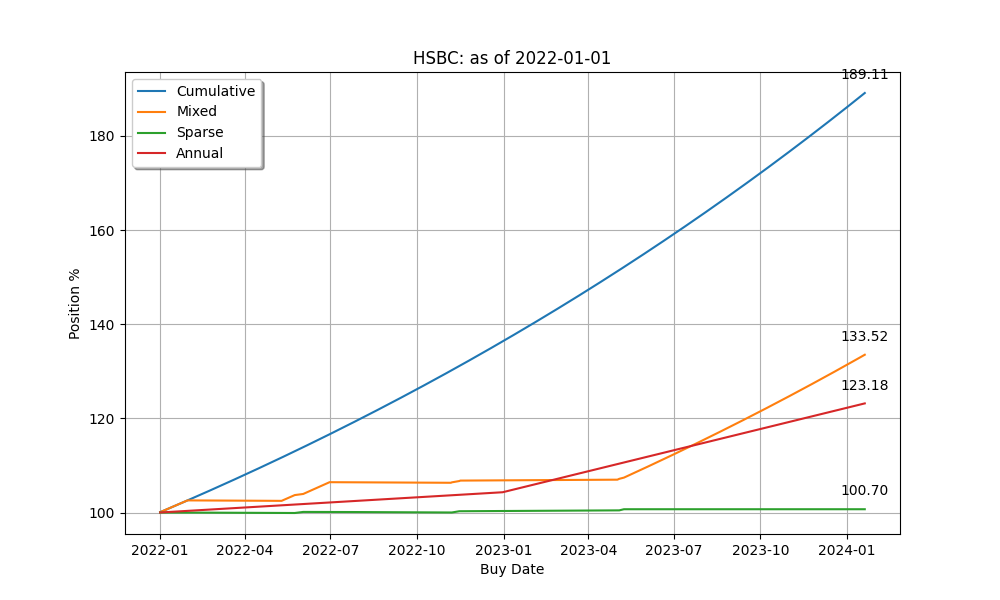 HSBC: as of 2022-01-01
189.11
Cumulative
Mixed
Sparse
Annual
180
160
140
120
100
133.52
123.18
100.70
Position %
2022-01
2022-04
2022-07
2022-10
2023-01
2023-04
2023-07
2023-10
2024-01
Buy Date